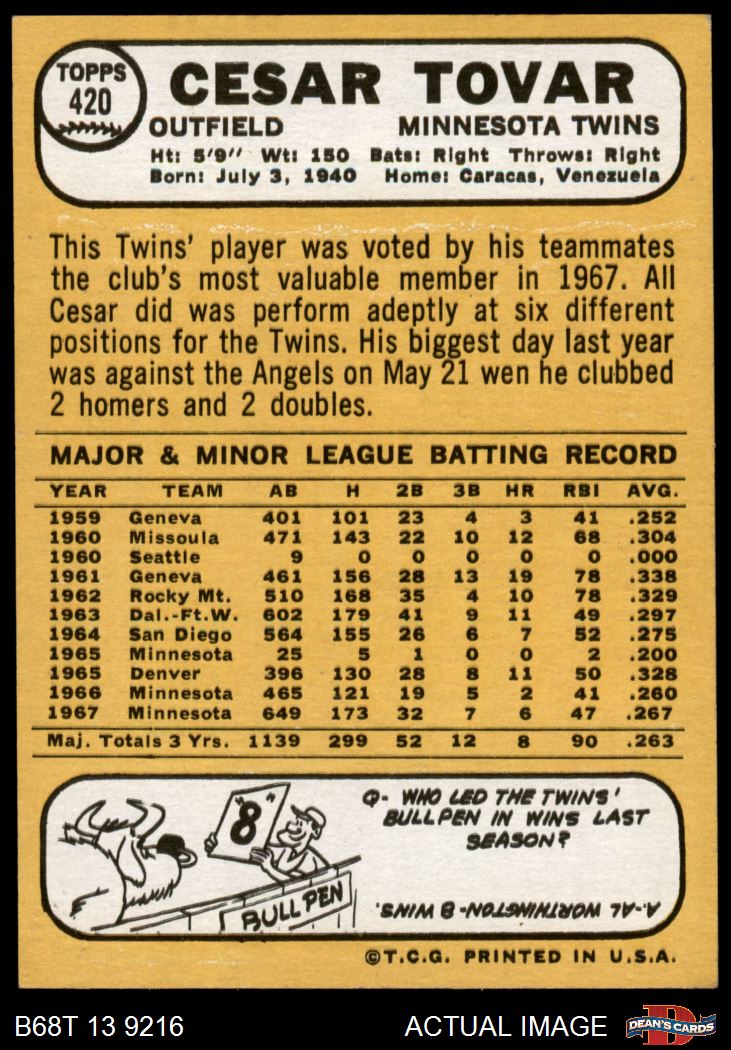 TOPPS
420
CESAR TOVAR
OUTFIELD MINNESOTA TWINS
Ht: 5'9" Wt: 150 Bats: Right Throws: Right
Born: July 3, 1940 Home: Caracas, Venezuela
This Twins' player was voted by his teammates
the club's most valuable member in 1967. All
Cesar did was perform adeptly at six different
positions for the Twins. His biggest day last year
was against the Angels on May 21 wen he clubbed
2 homers and 2 doubles.
MAJOR & MINOR LEAGUE BATTING RECORD
YEAR TEAM AB H 2B 3B HR RBI AVG.
1959 Geneva 401 101 23 4 3 41 .252
1960 Missoula 471 143 22 10 12 68 .304
1960 Seattle 9 0 0 0 0 0 .000
1961 Geneva 461 156 28 13 19 78 .338
1962 Rocky Mt. 510 168 35 4 10 78 .329
1963 Dal.-Ft.W. 602 179 41 9 11 49 .297
1964 San Diego 564 155 26 6 7 52 .275
1965 Minnesota 25 5 1 0 0 2 .200
1965 Denver 396 130 28 8 11 50 .328
1966 Minnesota 465 121 19 5 2 41 .260
1967 Minnesota 649 173 32 7 6 47 .267
Maj. Totals 3 Yrs. 1139 299 52 12 8 90 .263
"8"
BULL PEN
Q- WHO LED THE TWINS'
BULLPEN IN WINS LAST
SEASON?
A-AL WORTHINGTON-8 WINS.
©T.C.G. PRINTED IN U.S.A.
B68T 13 9216 ACTUAL IMAGE
D
DEAN'S CARDS